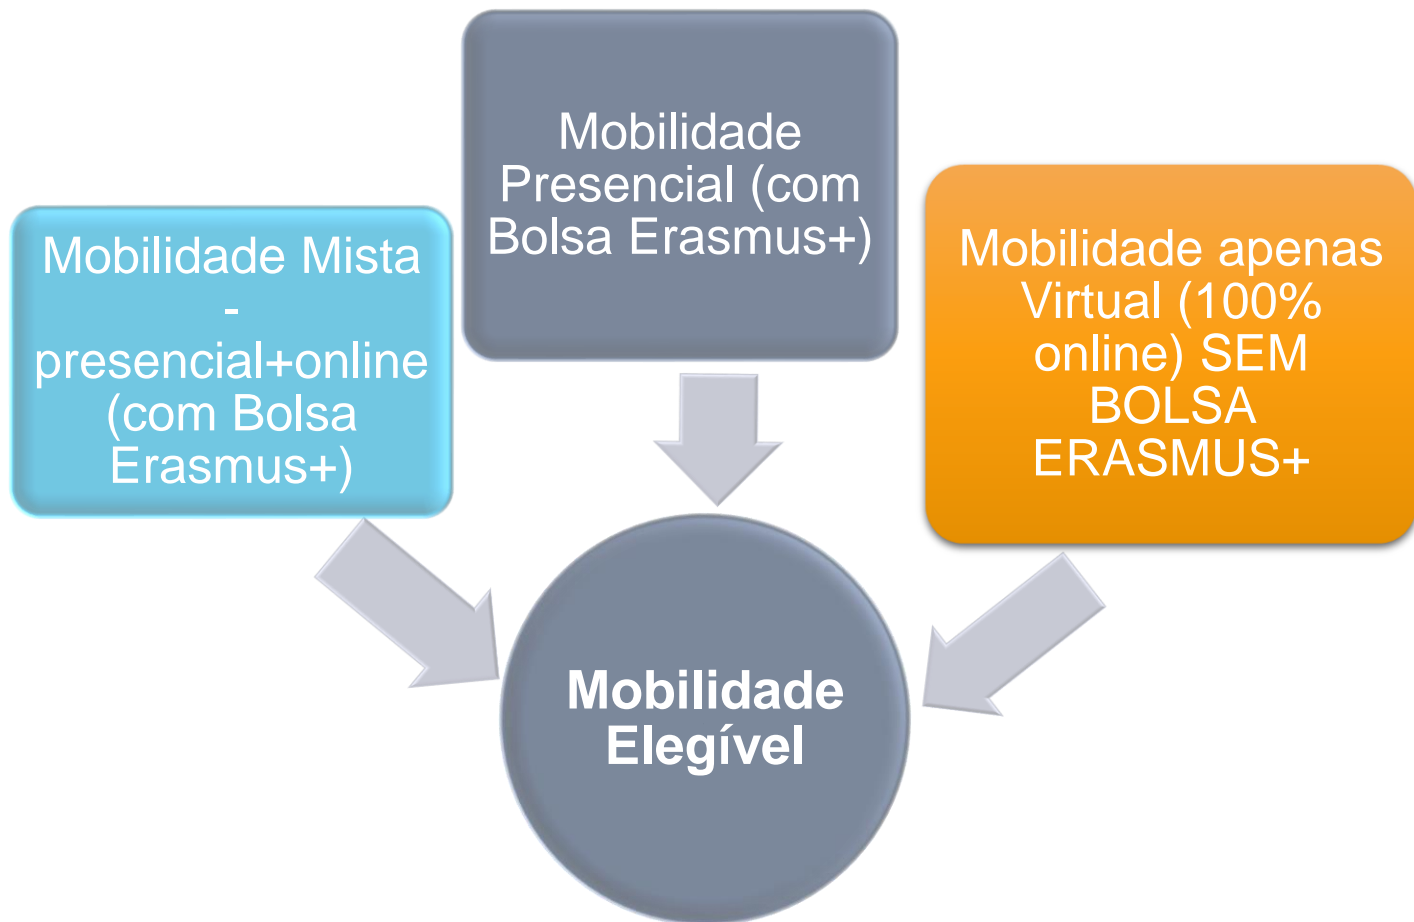 Mobilidade
Presencial (com
Bolsa Erasmus+)
Mobilidade Mista
-
presencial+online
(com Bolsa
Erasmus+)
Mobilidade apenas
Virtual (100%
online) SEM
BOLSA
ERASMUS+
Mobilidade
Elegível